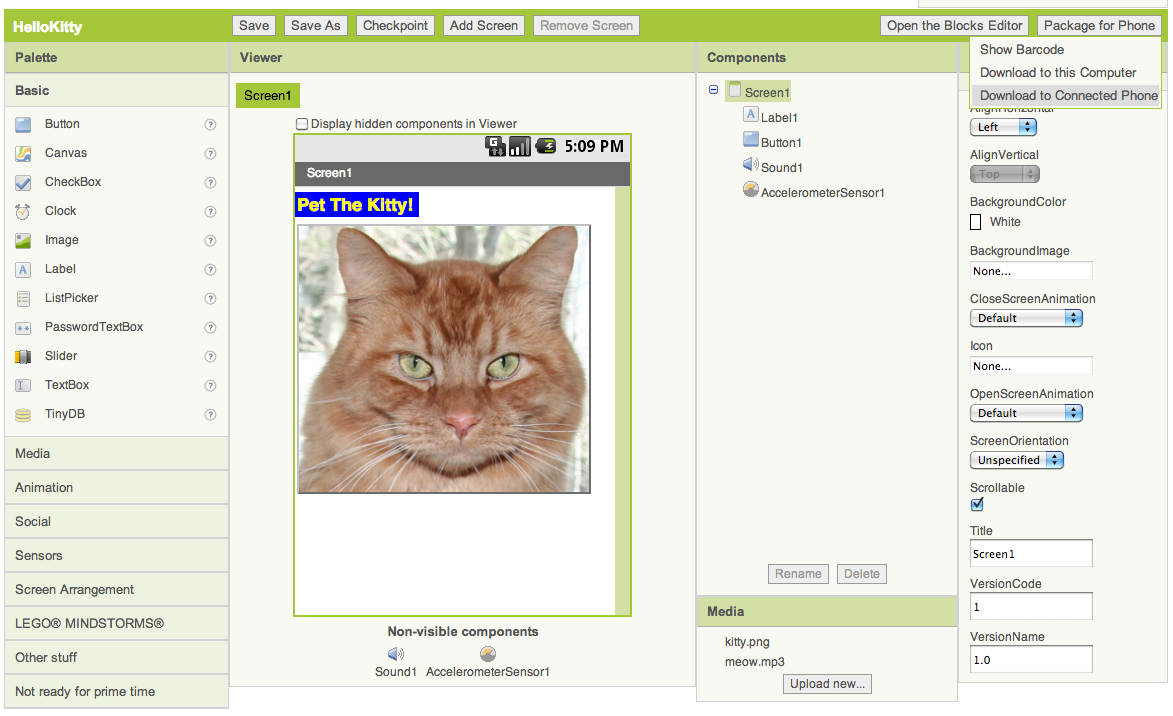 HelloKitty
Save
Save As
Checkpoint
Add Screen
Remove Screen
Open the Blocks Editor
Package for Phone
Show Barcode
Download to this Computer
Download to Connected Phone
Palette
Basic
Button
?
Canvas
?
CheckBox
?
Clock
?
Image
?
Label
?
ListPicker
?
PasswordTextBox
?
Slider
?
TextBox
?
TinyDB
?
Media
Animation
Social
Sensors
Screen Arrangement
LEGO® MINDSTORMS®
Other stuff
Not ready for prime time
Viewer
Screen1
Display hidden components in Viewer
5:09 PM
Screen1
Pet The Kitty!
Non-visible components
Sound1
AccelerometerSensor1
Components
Screen1
Label1
Button1
Sound1
AccelerometerSensor1
Rename
Delete
Media
kitty.png
meow.mp3
Upload new...
AlignHorizontal
Left
AlignVertical
Top
BackgroundColor
White
BackgroundImage
None...
CloseScreenAnimation
Default
Icon
None...
OpenScreenAnimation
Default
ScreenOrientation
Unspecified
Scrollable
Title
Screen1
VersionCode
1
VersionName
1.0